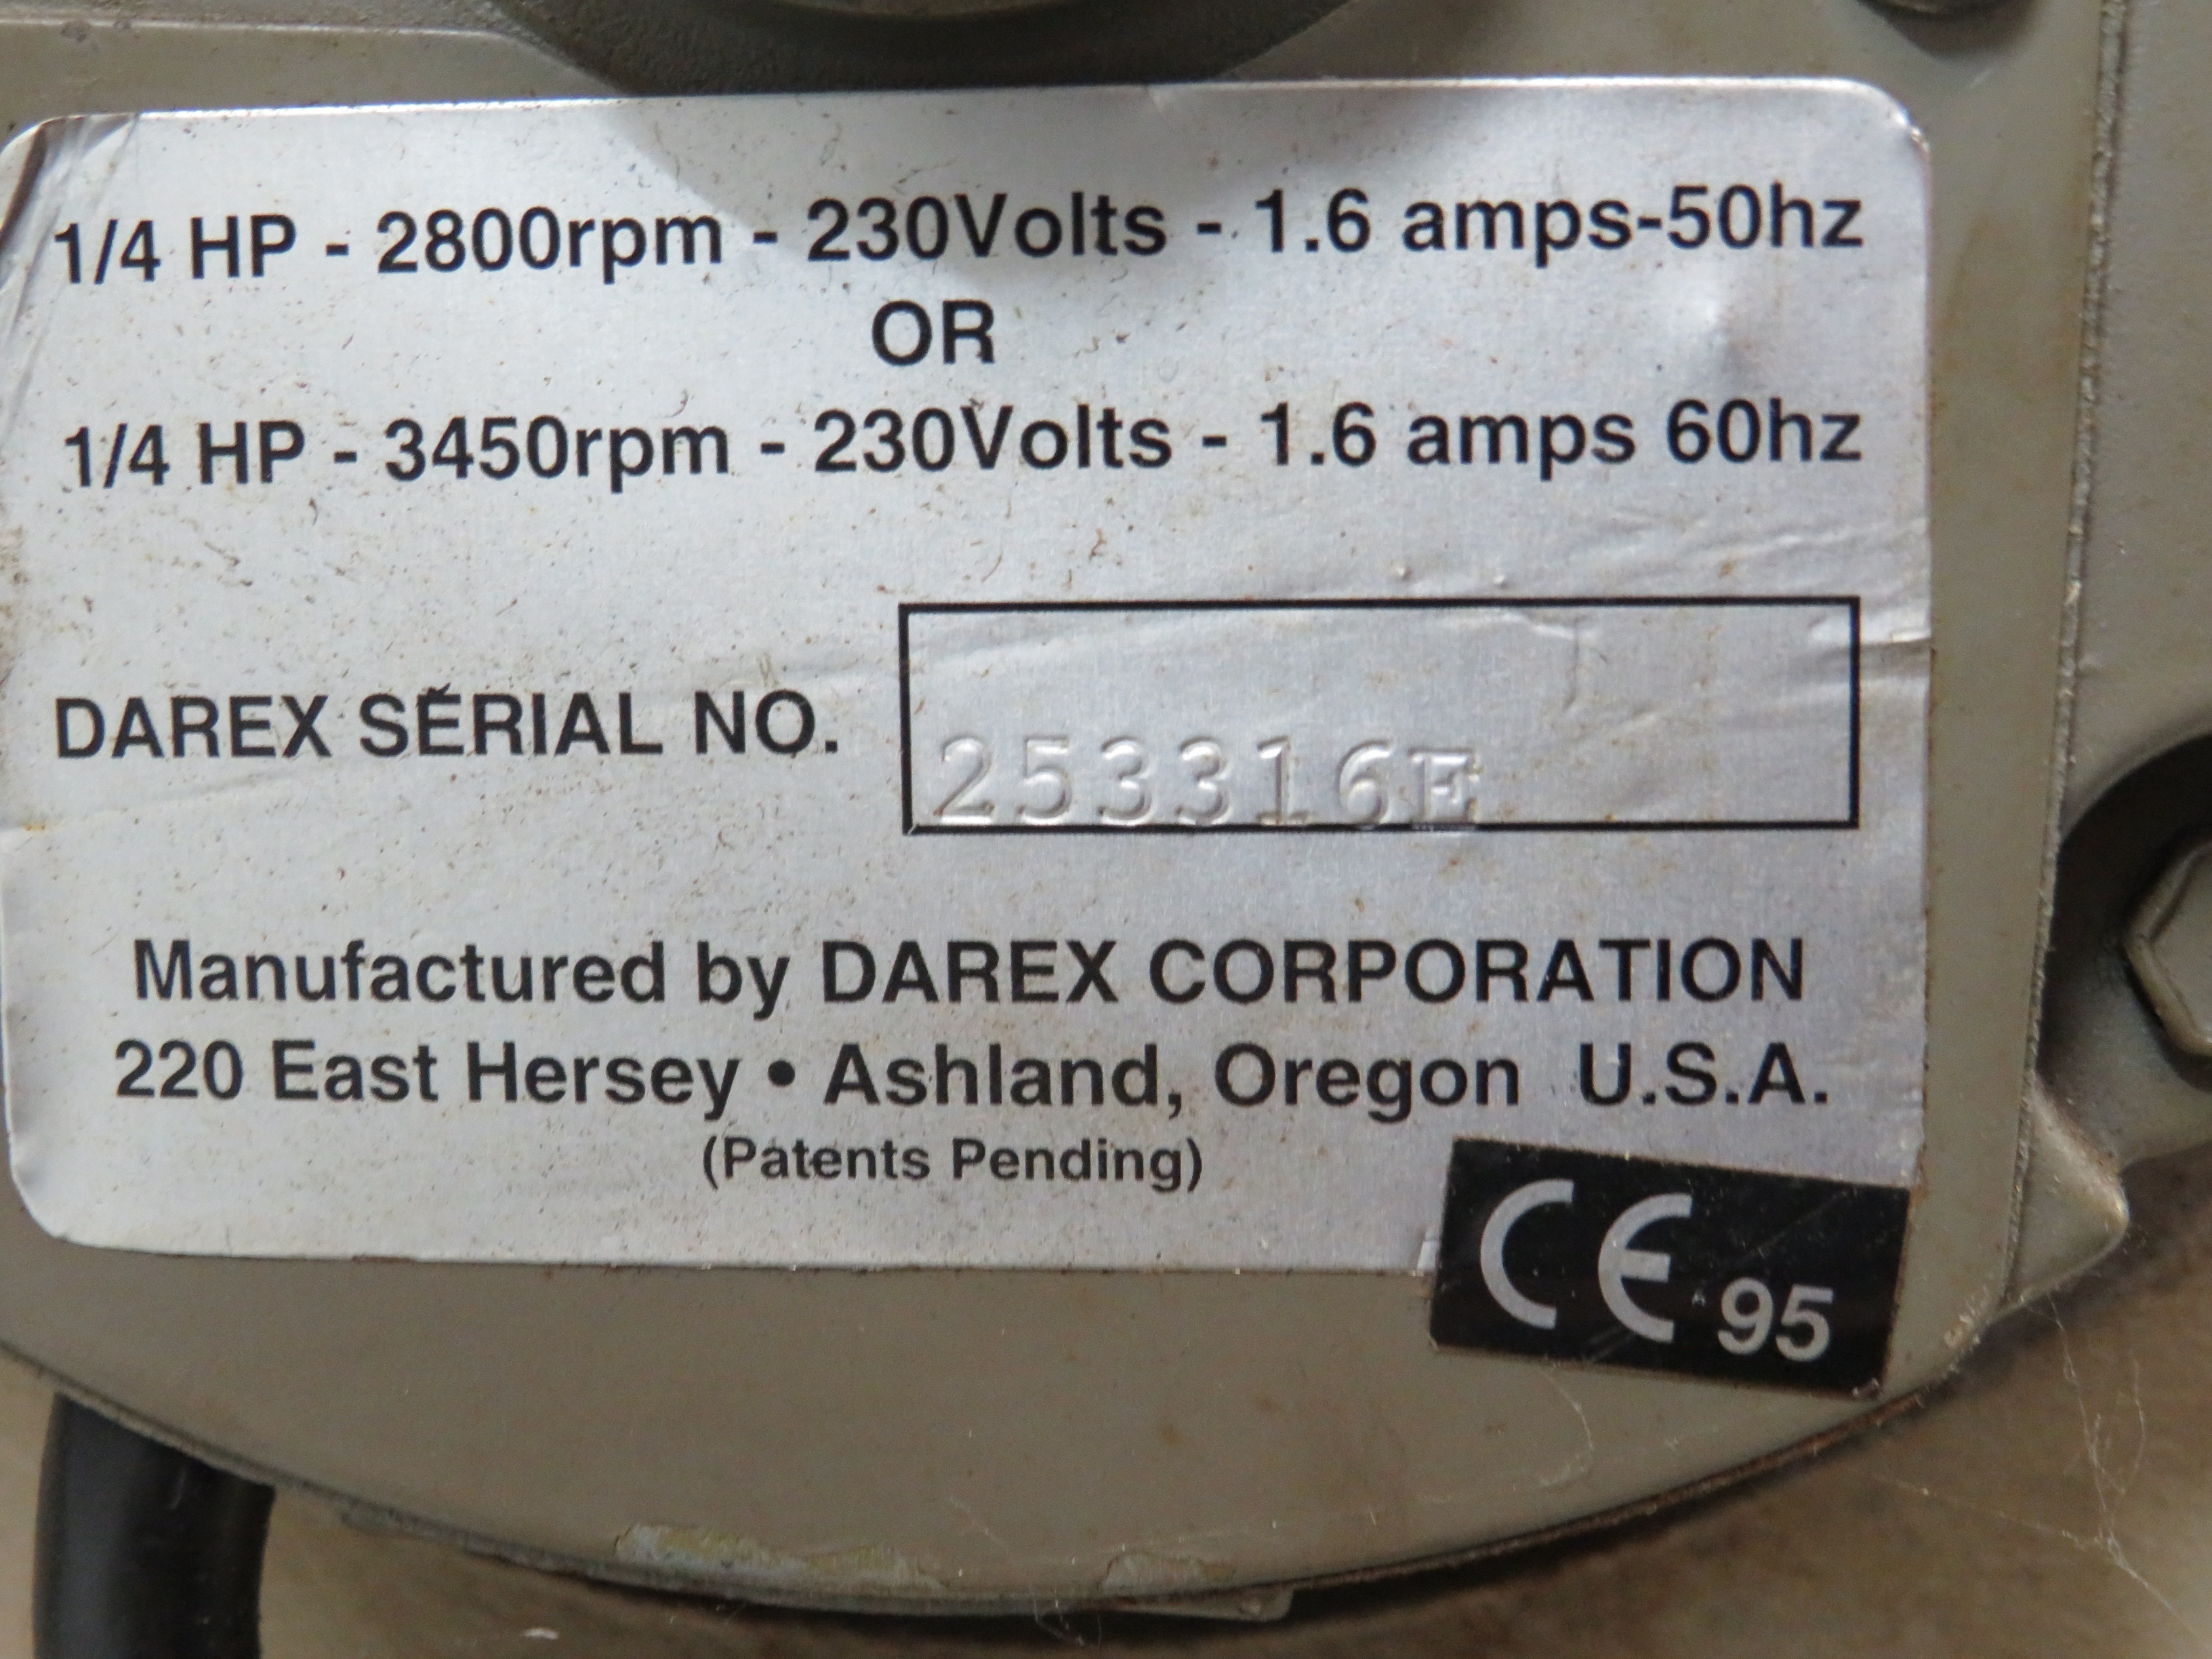 1/4 HP - 2800rpm - 230Volts - 1.6 amps-50hz
OR
1/4 HP - 3450rpm - 230Volts - 1.6 amps 60hz
DAREX SERIAL NO. 253316E
Manufactured by DAREX CORPORATION
220 East Hersey • Ashland, Oregon U.S.A.
(Patents Pending)
CE 95